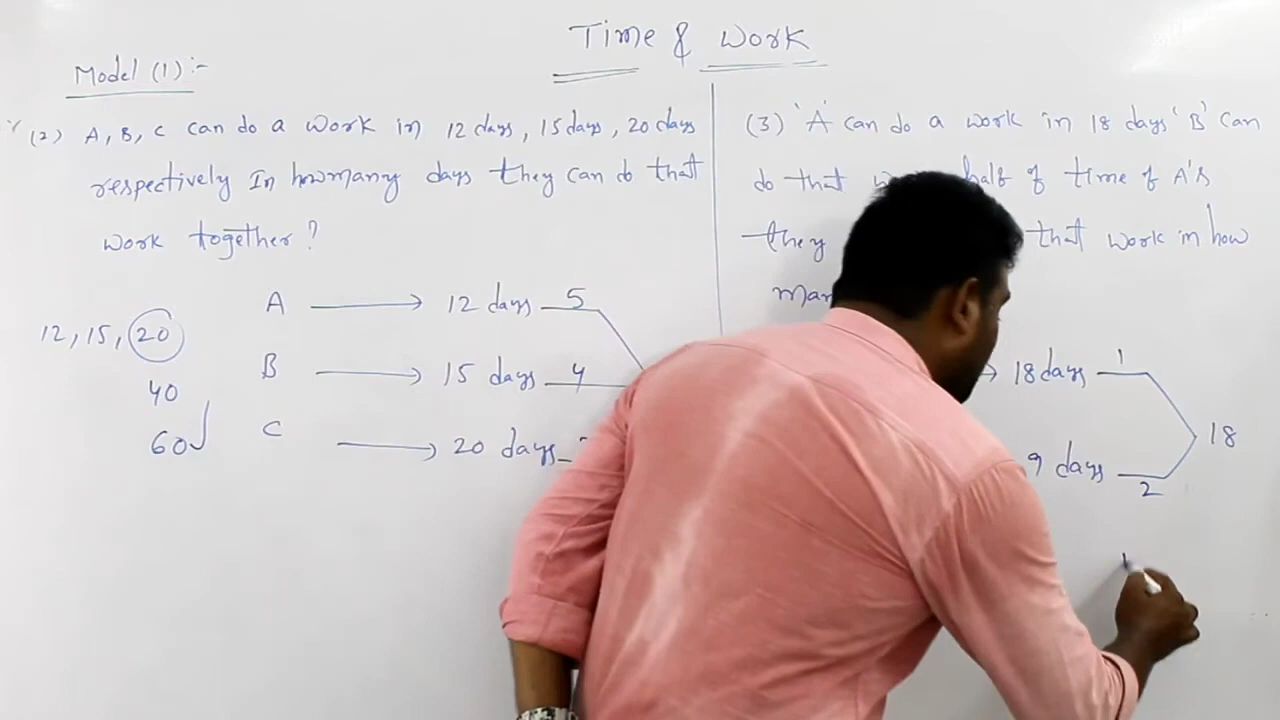 Time & Work
Model (1):-
(2) A, B, C can do a work in 12 days, 15 days, 20 days
respectively In howmany days they can do that
work together?
12, 15, 20
40
60
A → 12 days 5
B → 15 days 4
C → 20 days
(3) 'A' can do a work in 18 days 'B' can
do that half of time of A's
they that work in how
18 days 1
9 days 2
18